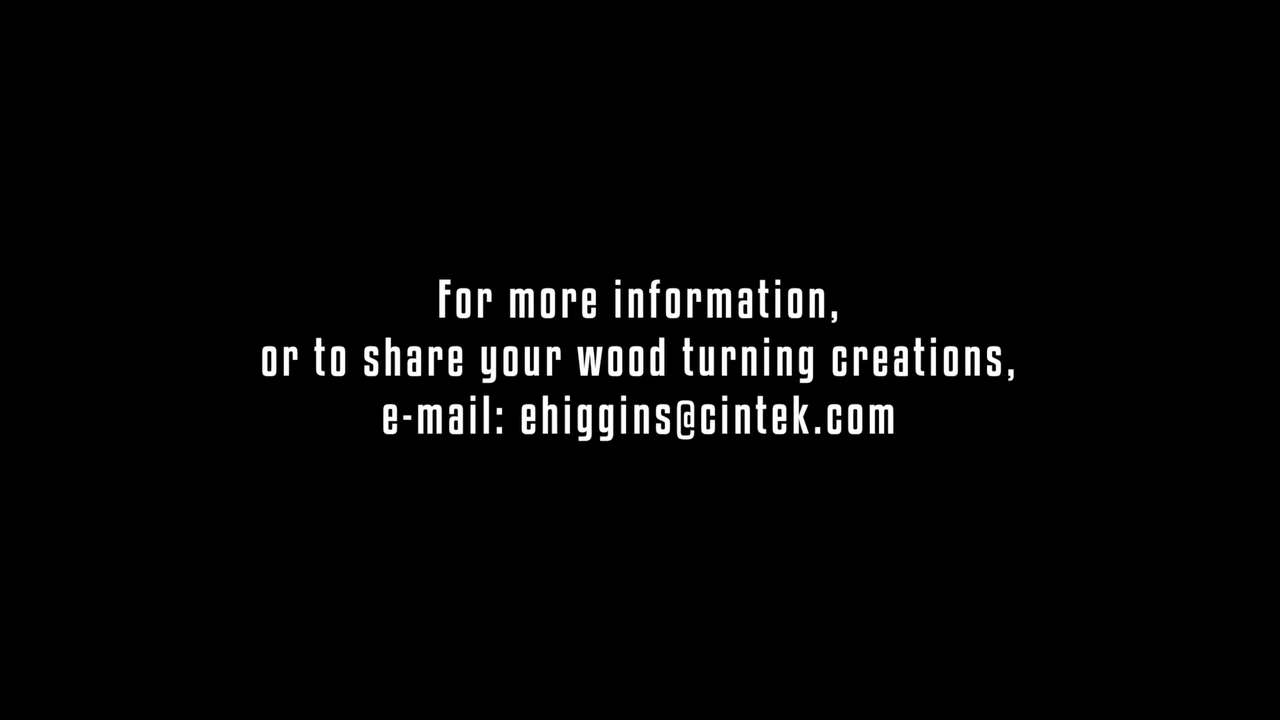 For more information,
or to share your wood turning creations,
e-mail: ehiggins@cintek.com